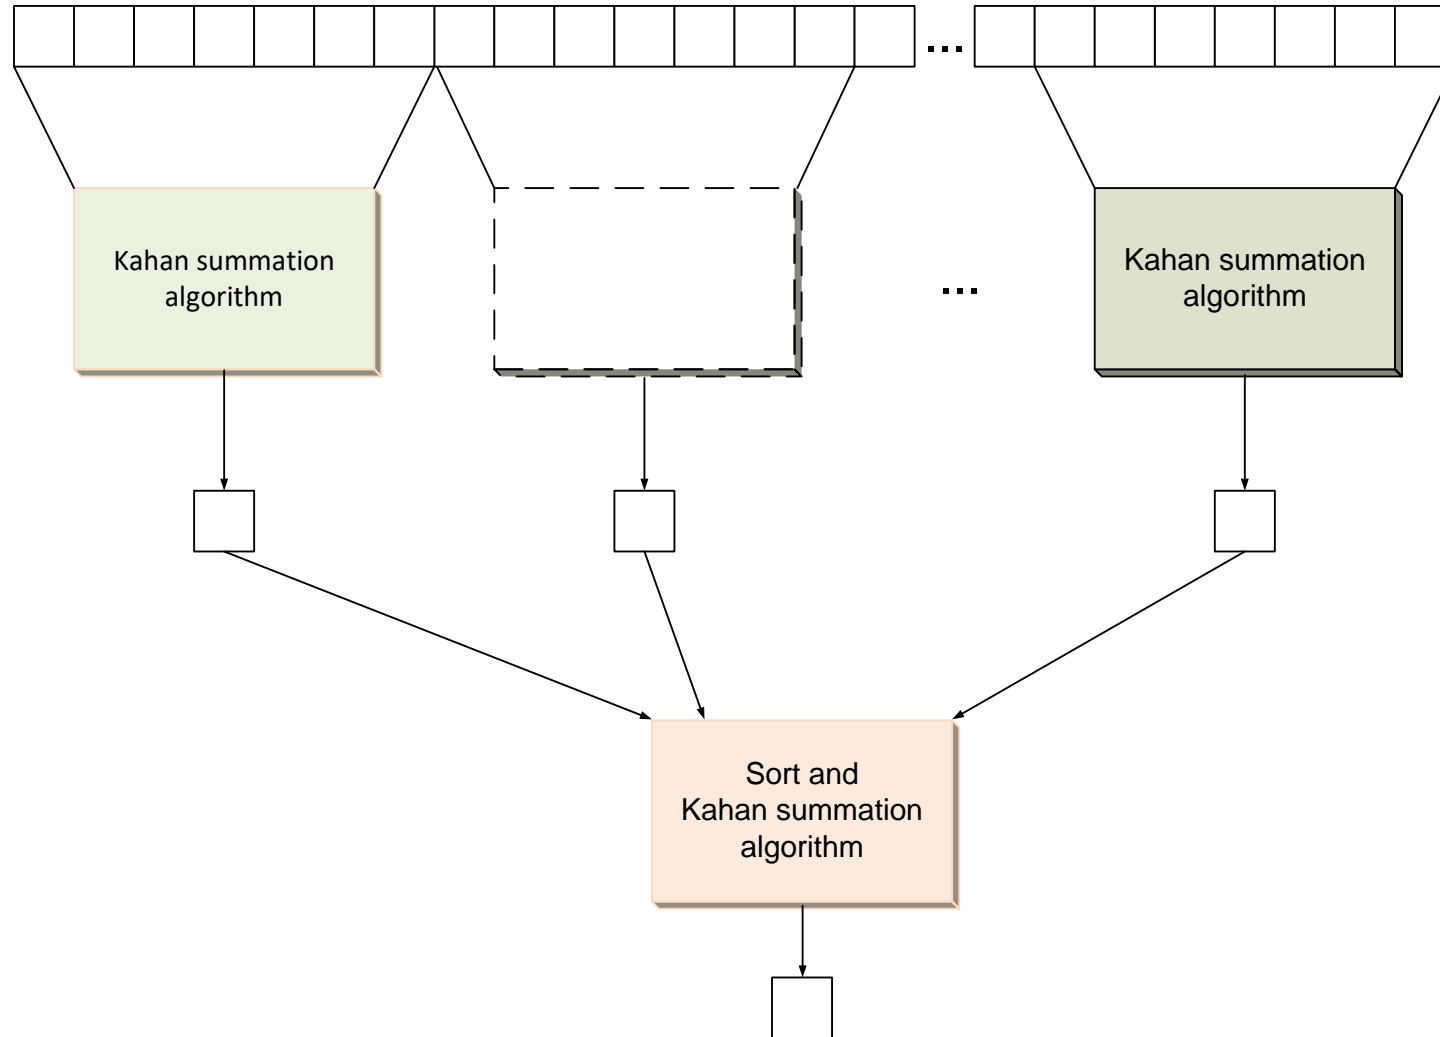 ...
Kahan summation
algorithm
...
Kahan summation
algorithm
Sort and
Kahan summation
algorithm